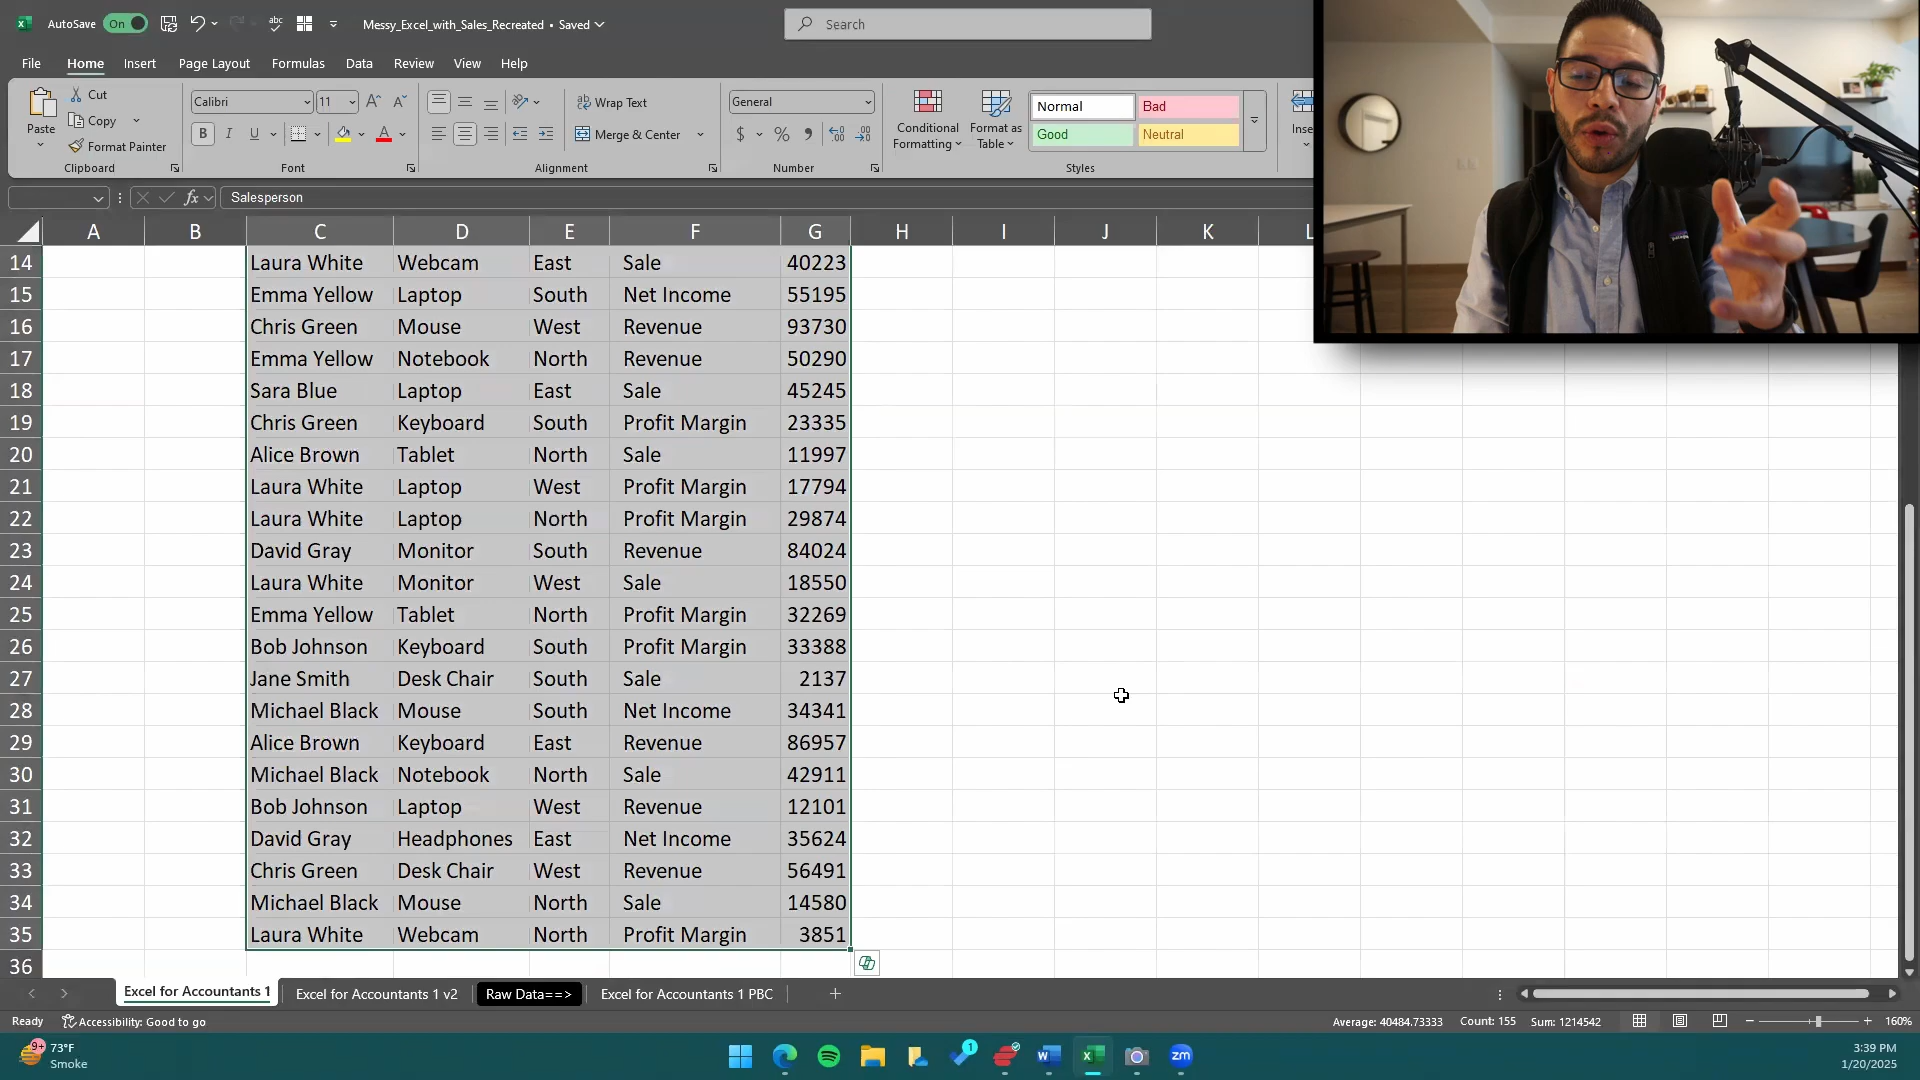 AutoSave On abc Messy_Excel_with_Sales_Recreated • Saved Search
File Home Insert Page Layout Formulas Data Review View Help
Paste Cut Copy Format Painter Clipboard
Calibri 11 B I U A Font
ab Wrap Text Merge & Center Alignment
General $ % Number
Conditional Formatting Format as Table Normal Bad Good Neutral Styles
Inse
fx Salesperson
A B C D E F G H I J K L
14 Laura White Webcam East Sale 40223
15 Emma Yellow Laptop South Net Income 55195
16 Chris Green Mouse West Revenue 93730
17 Emma Yellow Notebook North Revenue 50290
18 Sara Blue Laptop East Sale 45245
19 Chris Green Keyboard South Profit Margin 23335
20 Alice Brown Tablet North Sale 11997
21 Laura White Laptop West Profit Margin 17794
22 Laura White Laptop North Profit Margin 29874
23 David Gray Monitor South Revenue 84024
24 Laura White Monitor West Sale 18550
25 Emma Yellow Tablet North Profit Margin 32269
26 Bob Johnson Keyboard South Profit Margin 33388
27 Jane Smith Desk Chair South Sale 2137
28 Michael Black Mouse South Net Income 34341
29 Alice Brown Keyboard East Revenue 86957
30 Michael Black Notebook North Sale 42911
31 Bob Johnson Laptop West Revenue 12101
32 David Gray Headphones East Net Income 35624
33 Chris Green Desk Chair West Revenue 56491
34 Michael Black Mouse North Sale 14580
35 Laura White Webcam North Profit Margin 3851
36
Excel for Accountants 1 Excel for Accountants 1 v2 Raw Data==> Excel for Accountants 1 PBC
Ready Accessibility: Good to go Average: 40484.73333 Count: 155 Sum: 1214542 160%
9+ 73°F 1 zm 3:39 PM
Smoke 1/20/2025